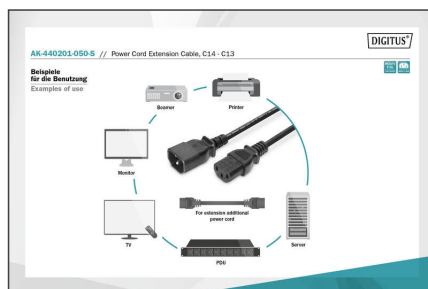 DIGITUS®
AK-440201-050-S // Power Cord Extension Cable, C14 - C13
Beispiele
für die Benutzung
Examples of use
Beamer
Printer
Monitor
For extension additional
power cord
TV
Server
PDU